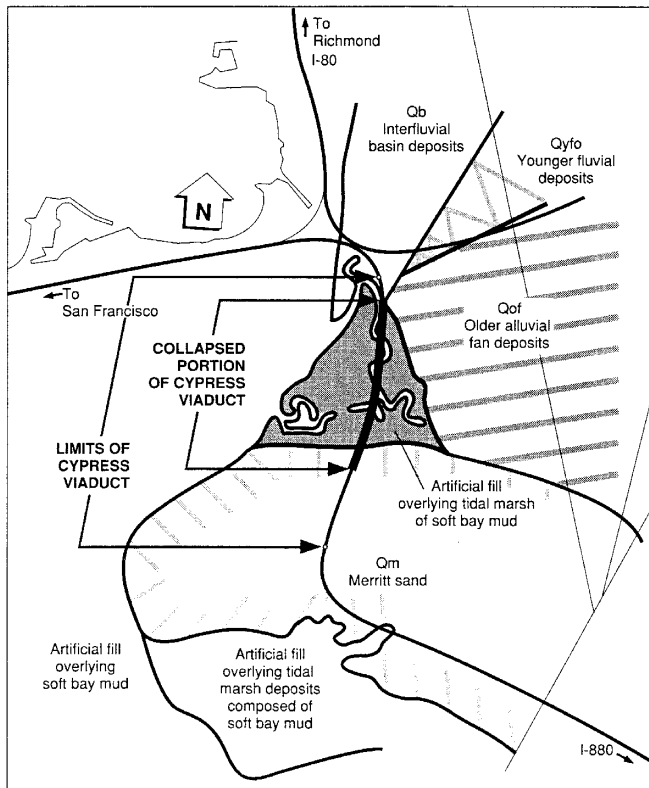 To
Richmond
I-80
Qb
Interfluvial
basin deposits
Qyfo
Younger fluvial
deposits
N
To
San Francisco
Qof
Older alluvial
fan deposits
COLLAPSED
PORTION
OF CYPRESS
VIADUCT
LIMITS OF
CYPRESS
VIADUCT
Artificial fill
overlying tidal marsh
of soft bay mud
Qm
Merritt sand
Artificial fill
overlying
soft bay mud
Artificial fill
overlying tidal
marsh deposits
composed of
soft bay mud
I-880